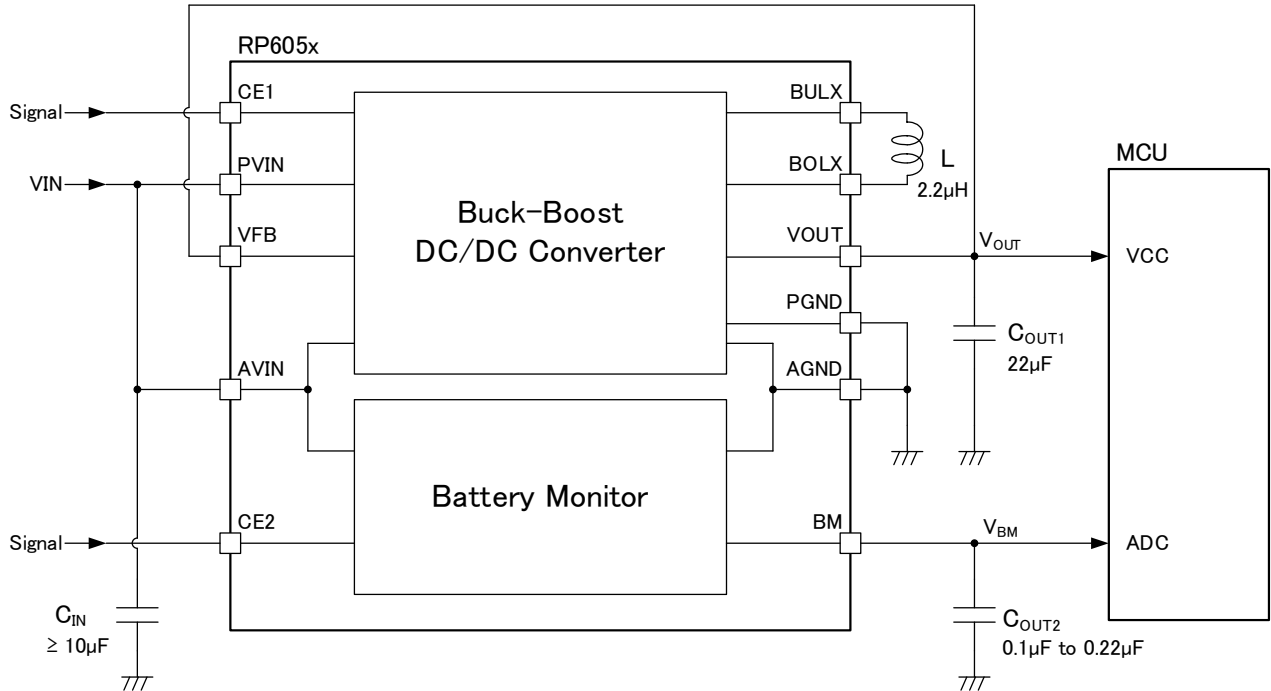 RP605x
Signal
CE1
BULX
VIN
PVIN
BOLX
L
2.2µH
MCU
VFB
Buck-Boost
DC/DC Converter
VOUT
VOUT
VCC
PGND
COUT1
22µF
AVIN
AGND
Battery Monitor
Signal
CE2
BM
VBM
ADC
CIN
≥ 10µF
COUT2
0.1µF to 0.22µF